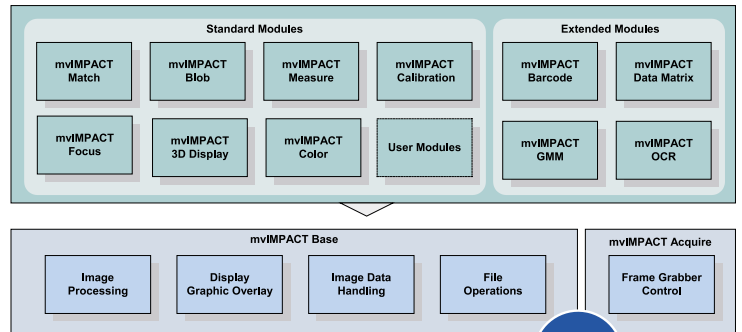 Standard Modules
Extended Modules
mvIMPACT
Match
mvIMPACT
Blob
mvIMPACT
Measure
mvIMPACT
Calibration
mvIMPACT
Barcode
mvIMPACT
Data Matrix
mvIMPACT
Focus
mvIMPACT
3D Display
mvIMPACT
Color
User Modules
mvIMPACT
GMM
mvIMPACT
OCR
mvIMPACT Base
mvIMPACT Acquire
Image
Processing
Display
Graphic Overlay
Image Data
Handling
File
Operations
Frame Grabber
Control